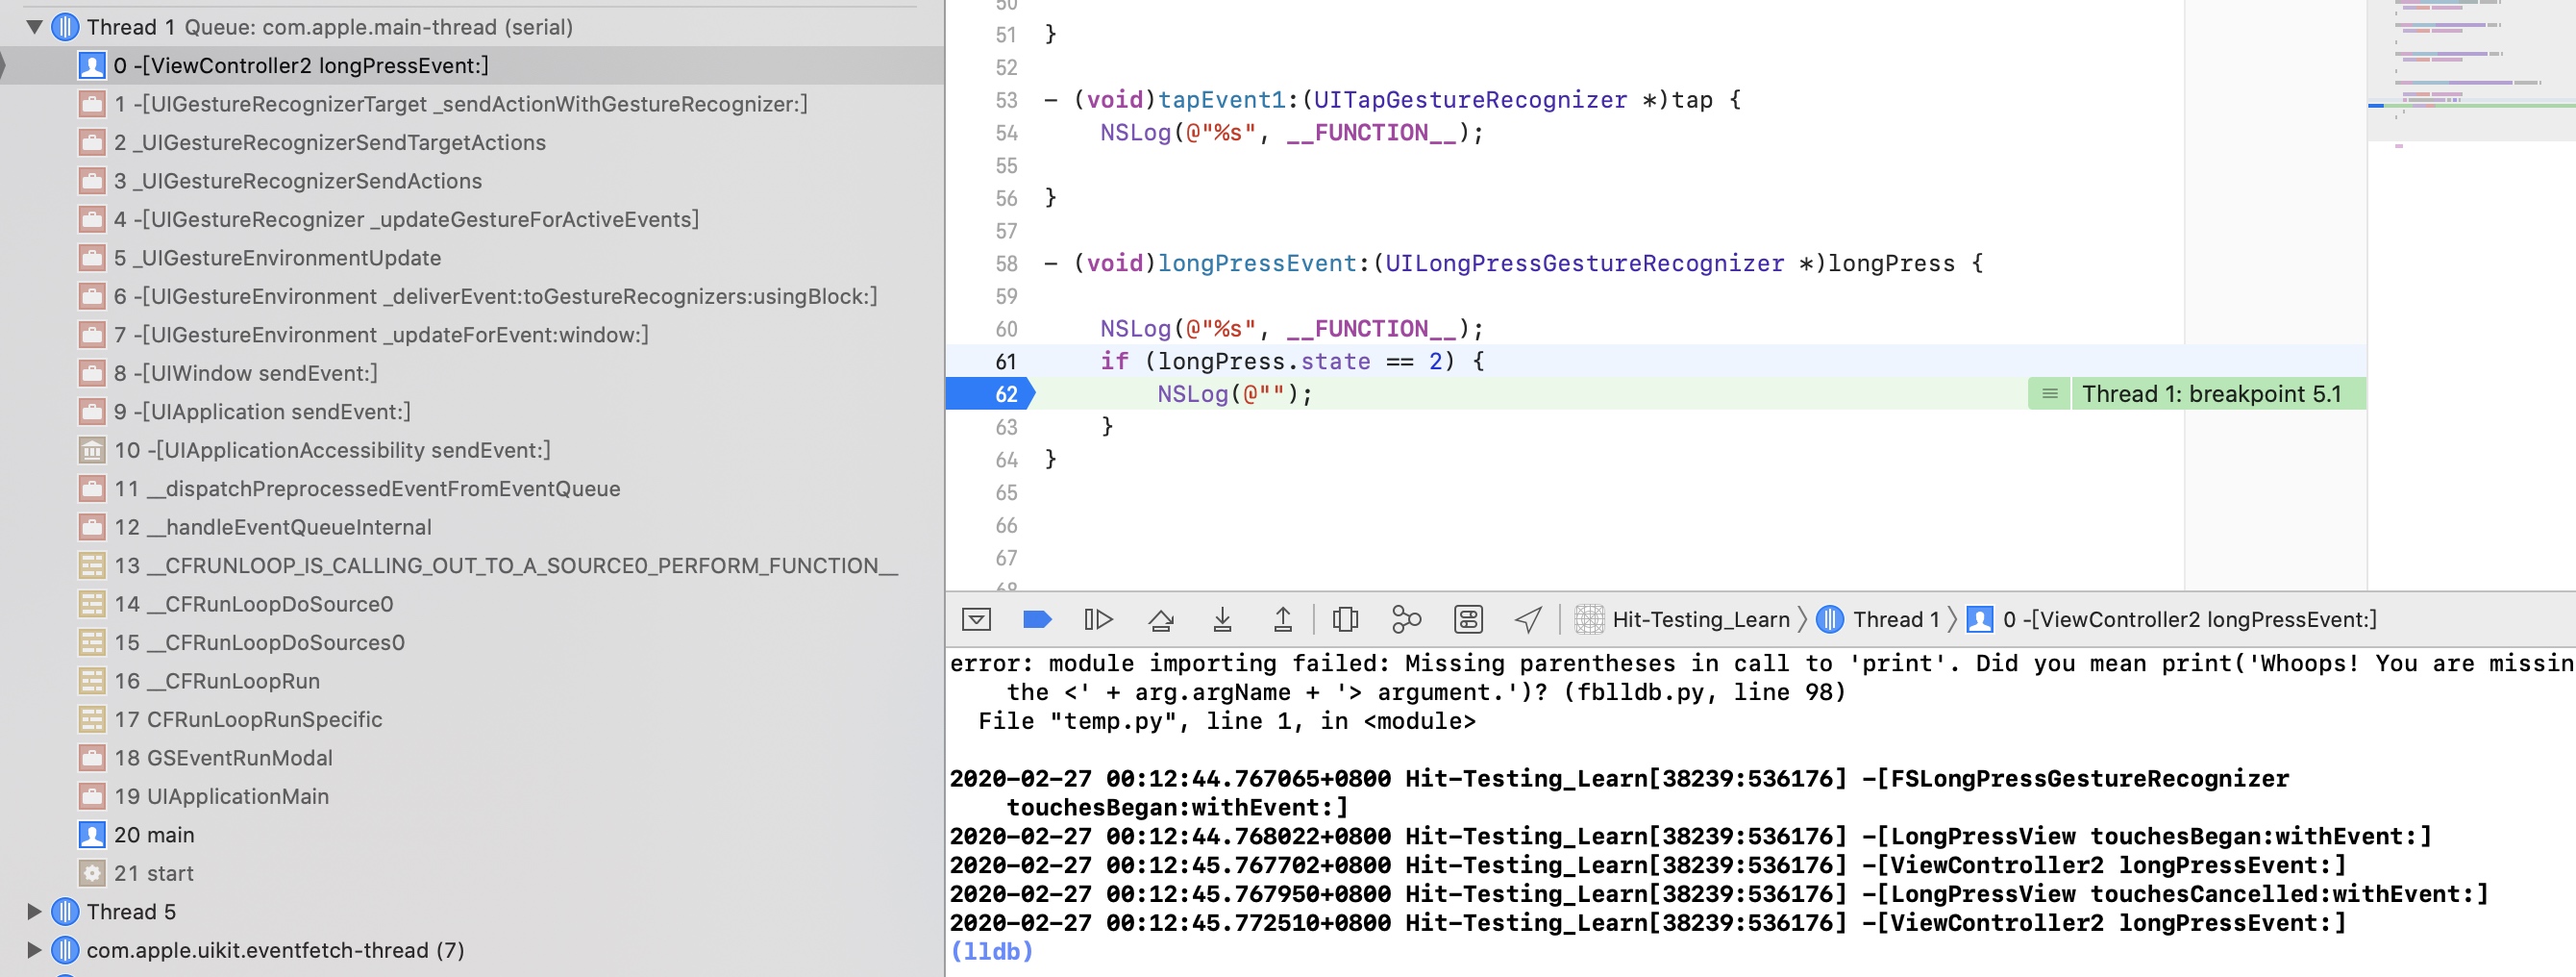 Thread 1 Queue: com.apple.main-thread (serial)
0 -[ViewController2 longPressEvent:]
1 -[UIGestureRecognizerTarget _sendActionWithGestureRecognizer:]
2 _UIGestureRecognizerSendTargetActions
3 _UIGestureRecognizerSendActions
4 -[UIGestureRecognizer _updateGestureForActiveEvents]
5 _UIGestureEnvironmentUpdate
6 -[UIGestureEnvironment _deliverEvent:toGestureRecognizers:usingBlock:]
7 -[UIGestureEnvironment _updateForEvent:window:]
8 -[UIWindow sendEvent:]
9 -[UIApplication sendEvent:]
10 -[UIApplicationAccessibility sendEvent:]
11 __dispatchPreprocessedEventFromEventQueue
12 __handleEventQueueInternal
13 __CFRUNLOOP_IS_CALLING_OUT_TO_A_SOURCE0_PERFORM_FUNCTION__
14 __CFRunLoopDoSource0
15 __CFRunLoopDoSources0
16 __CFRunLoopRun
17 CFRunLoopRunSpecific
18 GSEventRunModal
19 UIApplicationMain
20 main
21 start
Thread 5
com.apple.uikit.eventfetch-thread (7)
50
51 }
52
53 - (void)tapEvent1:(UITapGestureRecognizer *)tap {
54 NSLog(@"%s", __FUNCTION__);
55
56 }
57
58 - (void)longPressEvent:(UILongPressGestureRecognizer *)longPress {
59
60 NSLog(@"%s", __FUNCTION__);
61 if (longPress.state == 2) {
62 NSLog(@""); Thread 1: breakpoint 5.1
63 }
64 }
65
66
67
68
Hit-Testing_Learn 〉 Thread 1 〉 0 -[ViewController2 longPressEvent:]
error: module importing failed: Missing parentheses in call to 'print'. Did you mean print('Whoops! You are missin
the <' + arg.argName + '> argument.')? (fblldb.py, line 98)
File "temp.py", line 1, in <module>
2020-02-27 00:12:44.767065+0800 Hit-Testing_Learn[38239:536176] -[FSLongPressGestureRecognizer
touchesBegan:withEvent:]
2020-02-27 00:12:44.768022+0800 Hit-Testing_Learn[38239:536176] -[LongPressView touchesBegan:withEvent:]
2020-02-27 00:12:45.767702+0800 Hit-Testing_Learn[38239:536176] -[ViewController2 longPressEvent:]
2020-02-27 00:12:45.767950+0800 Hit-Testing_Learn[38239:536176] -[LongPressView touchesCancelled:withEvent:]
2020-02-27 00:12:45.772510+0800 Hit-Testing_Learn[38239:536176] -[ViewController2 longPressEvent:]
(lldb)